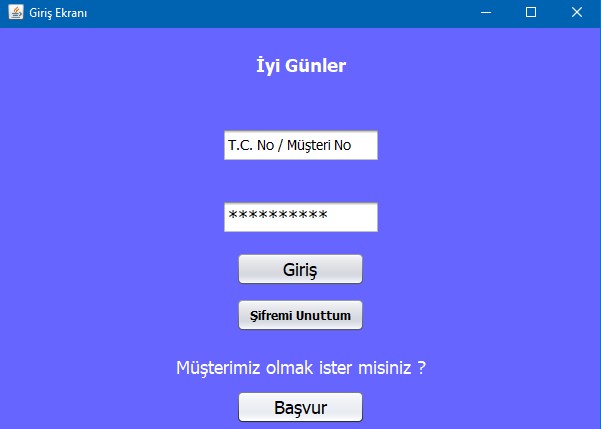 Giriş Ekranı
İyi Günler
T.C. No / Müşteri No
**********
Giriş
Şifremi Unuttum
Müşterimiz olmak ister misiniz ?
Başvur